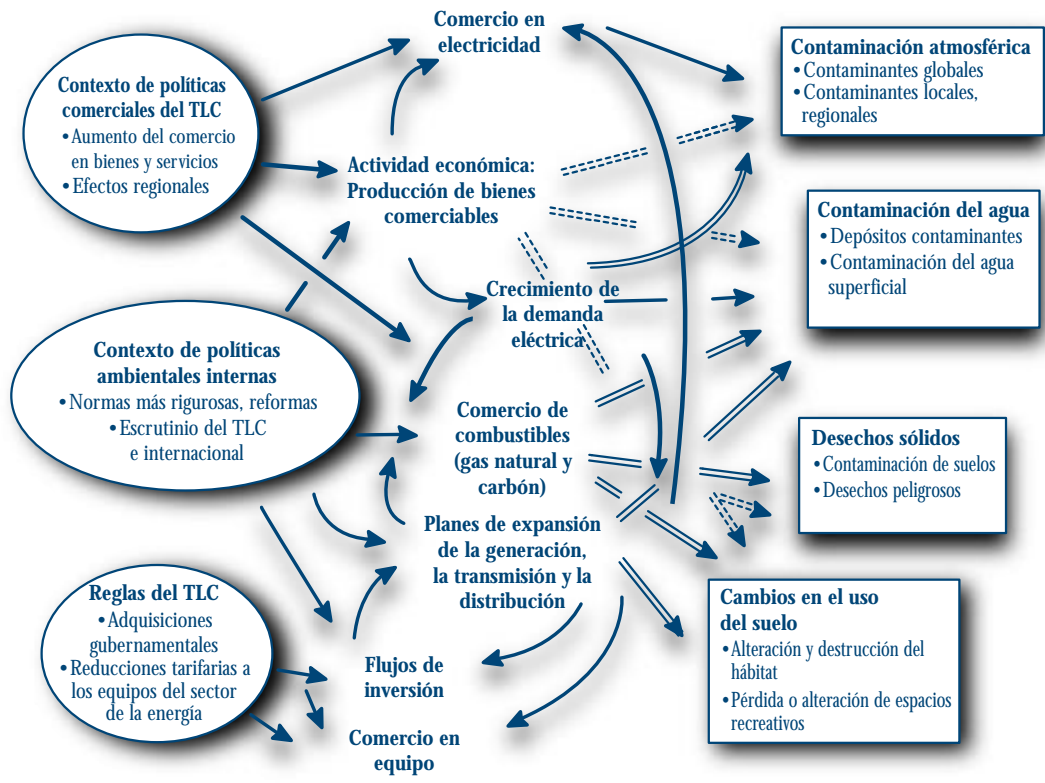 Comercio en
electricidad
Contexto de políticas
comerciales del TLC
• Aumento del comercio
en bienes y servicios
• Efectos regionales
Actividad económica:
Producción de bienes
comerciables
Crecimiento de
la demanda
eléctrica
Contexto de políticas
ambientales internas
• Normas más rigurosas, reformas
• Escrutinio del TLC
e internacional
Comercio de
combustibles
(gas natural y
carbón)
Planes de expansión
de la generación,
la transmisión y la
distribución
Reglas del TLC
• Adquisiciones
gubernamentales
• Reducciones tarifarias a
los equipos del sector
de la energía
Flujos de
inversión
Comercio en
equipo
Contaminación atmosférica
• Contaminantes globales
• Contaminantes locales,
regionales
Contaminación del agua
• Depósitos contaminantes
• Contaminación del agua
superficial
Desechos sólidos
• Contaminación de suelos
• Desechos peligrosos
Cambios en el uso
del suelo
• Alteración y destrucción del
hábitat
• Pérdida o alteración de espacios
recreativos